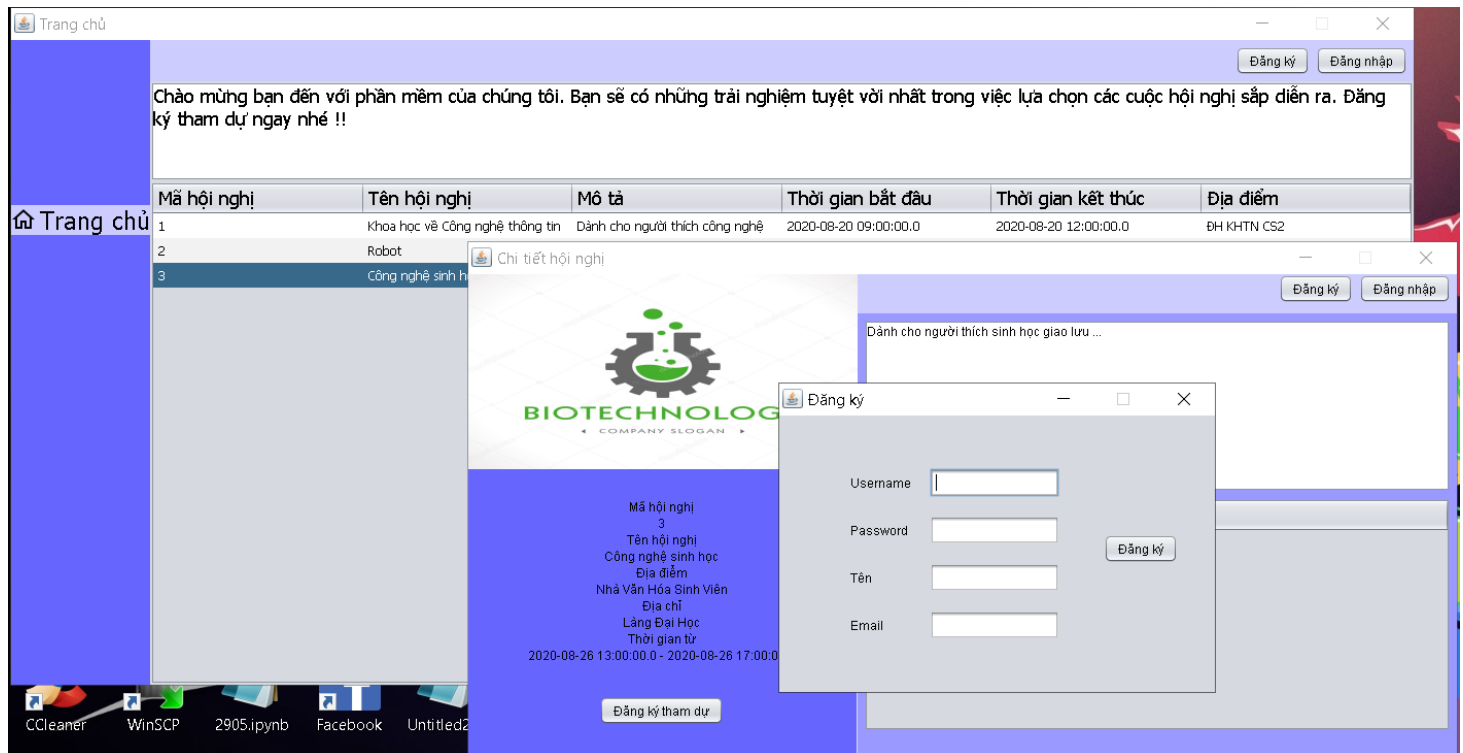 Trang chủ
Đăng ký
Đăng nhập
Chào mừng bạn đến với phần mềm của chúng tôi. Bạn sẽ có những trải nghiệm tuyệt vời nhất trong việc lựa chọn các cuộc hội nghị sắp diễn ra. Đăng
ký tham dự ngay nhé !!
Trang chủ
Mã hội nghị Tên hội nghị Mô tả Thời gian bắt đầu Thời gian kết thúc Địa điểm
1 Khoa học về Công nghệ thông tin Dành cho người thích công nghệ 2020-08-20 09:00:00.0 2020-08-20 12:00:00.0 ĐH KHTN CS2
2 Robot
3 Công nghệ sinh
Chi tiết hội nghị
Đăng ký
Đăng nhập
BIOTECHNOLOG
COMPANY SLOGAN
Dành cho người thích sinh học giao lưu ...
Mã hội nghị
3
Tên hội nghị
Công nghệ sinh học
Địa điểm
Nhà Văn Hóa Sinh Viên
Địa chỉ
Làng Đại Học
Thời gian từ
2020-08-26 13:00:00.0 - 2020-08-26 17:00:0
Đăng ký tham dự
Đăng ký
Username
Password
Tên
Email
Đăng ký
CCleaner
WinSCP
2905.ipynb
Facebook
Untitled2